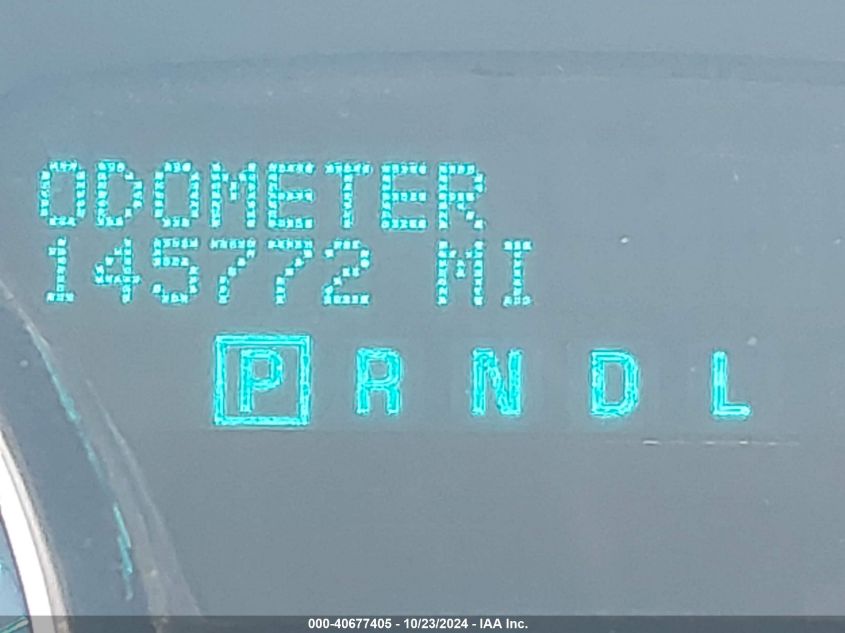 ODOMETER
145772 MI
P R N D L
000-40677405 - 10/23/2024 - IAA Inc.